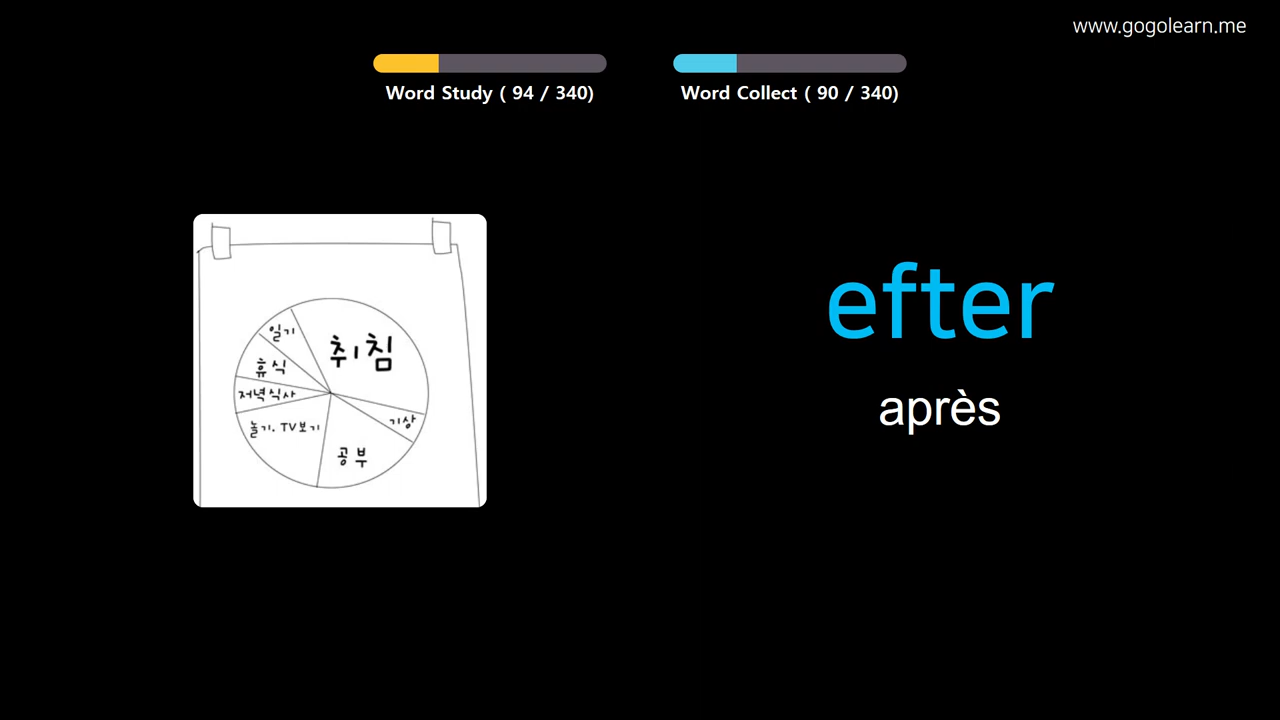 www.gogolearn.me
Word Study ( 94 / 340)
Word Collect ( 90 / 340)
일기
취침
휴식
저녁식사
놀기. TV보기
기상
공부
efter
après